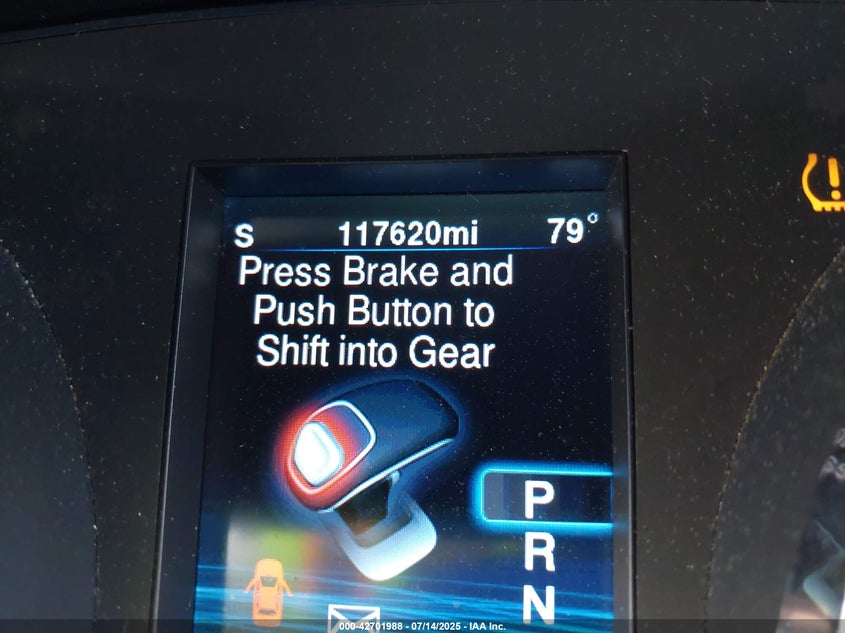 S 117620mi 79°
Press Brake and
Push Button to
Shift into Gear
P
R
N
000-42701988 - 07/14/2025 - IAA Inc.